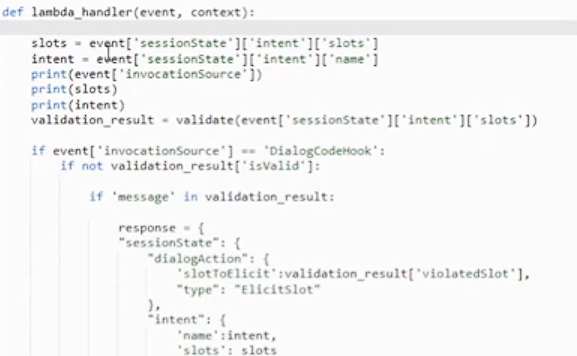 def lambda_handler(event, context):
slots = event['sessionState']['intent']['slots']
intent = event['sessionState']['intent']['name']
print(event['invocationSource'])
print(slots)
print(intent)
validation_result = validate(event['sessionState']['intent']['slots'])
if event['invocationSource'] == 'DialogCodeHook':
if not validation_result['isValid']:
if 'message' in validation_result:
response = {
"sessionState": {
"dialogAction": {
'slotToElicit':validation_result['violatedSlot'],
"type": "ElicitSlot"
},
"intent": {
'name':intent,
'slots': slots